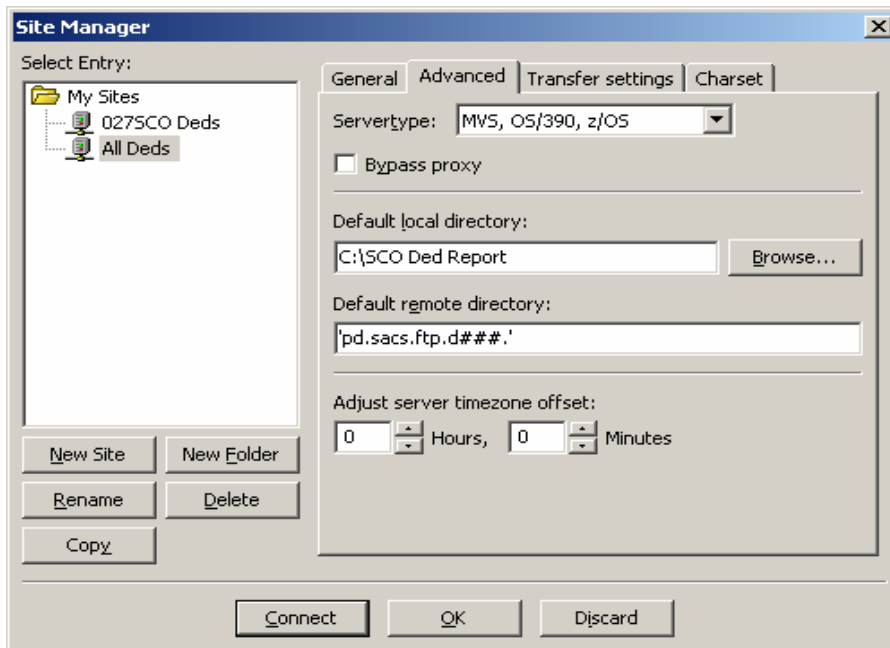 Site Manager
Select Entry:
My Sites
027SCO Deds
All Deds
New Site New Folder
Rename Delete
Copy
General Advanced Transfer settings Charset
Servertype: MVS, OS/390, z/OS
Bypass proxy
Default local directory:
C:\SCO Ded Report Browse...
Default remote directory:
'pd.sacs.ftp.d###.'
Adjust server timezone offset:
0 Hours, 0 Minutes
Connect OK Discard